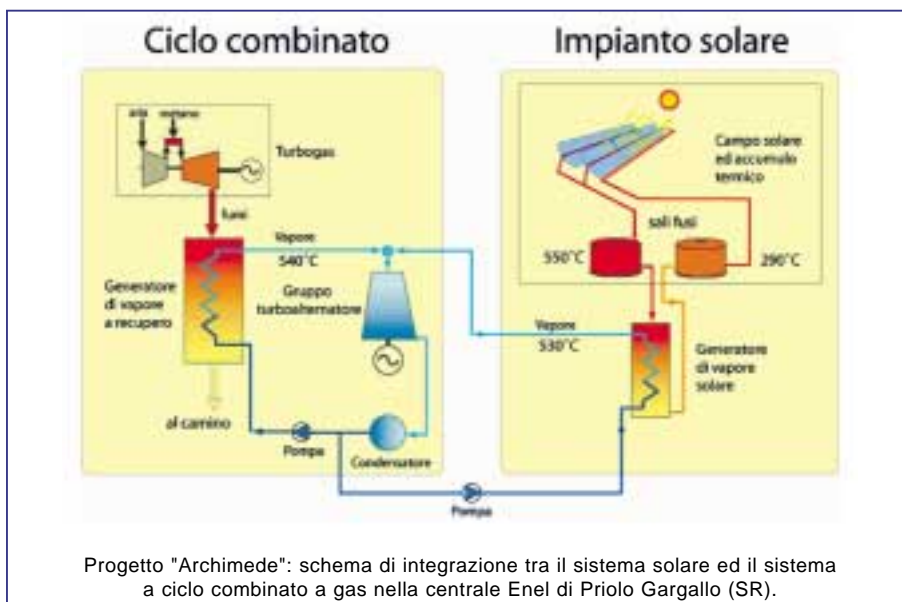 Ciclo combinato
Impianto solare
aria
metano
Turbogas
fumi
Vapore
540°C
Generatore
di vapore
a recupero
Gruppo
turboalternatore
al camino
Pompa
Condensatore
Campo solare
ed accumulo
termico
sali fusi
550°C
290°C
Vapore
530°C
Generatore
di vapore
solare
Pompa
Progetto "Archimede": schema di integrazione tra il sistema solare ed il sistema
a ciclo combinato a gas nella centrale Enel di Priolo Gargallo (SR).